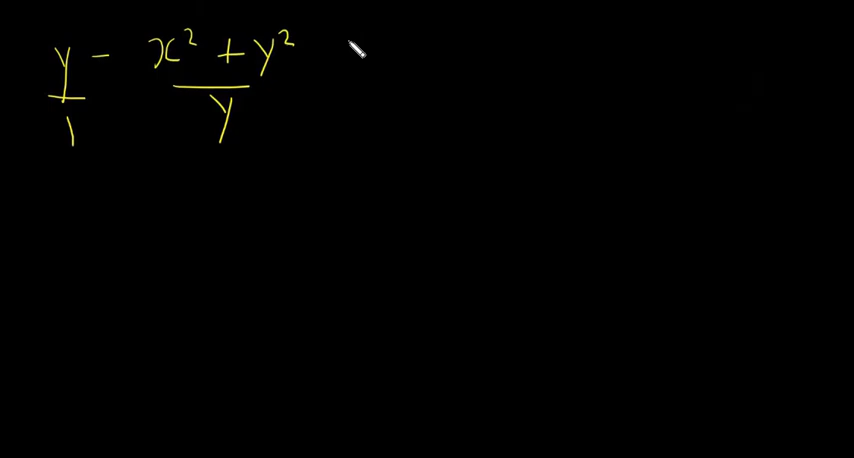 y - x² + y²
1 y